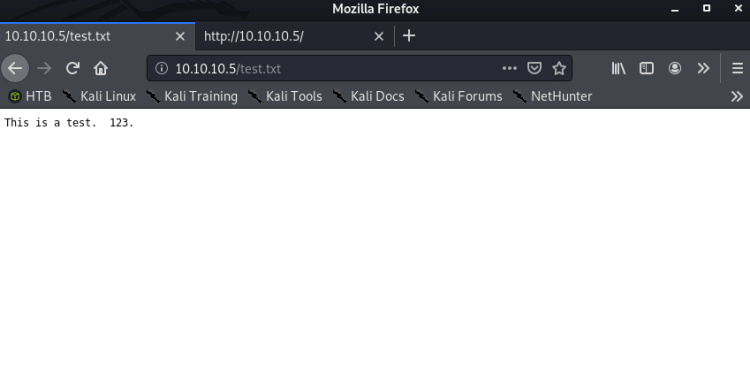 Mozilla Firefox
10.10.10.5/test.txt
http://10.10.10.5/
10.10.10.5/test.txt
HTB Kali Linux Kali Training Kali Tools Kali Docs Kali Forums NetHunter
This is a test.  123.